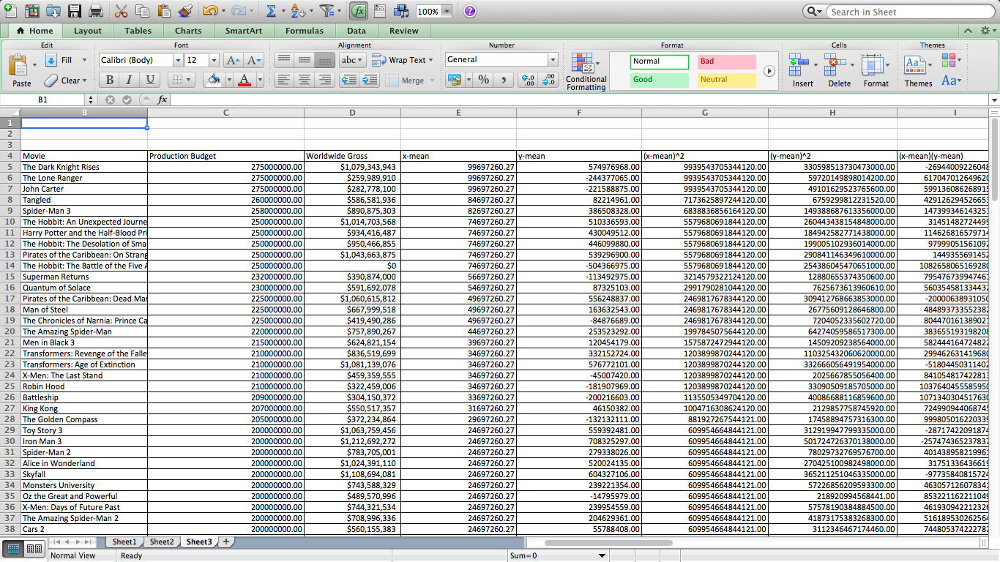 100%
Search in Sheet
Home Layout Tables Charts SmartArt Formulas Data Review
Edit Font Alignment Number Format Cells Themes
Fill Calibri (Body) 12 A A abc Wrap Text General Normal Bad
Paste Clear B I U A Merge % Conditional Formatting Good Neutral Insert Delete Format Themes Aa
B1 fx
B C D E F G H I
1
2
3
4 Movie Production Budget Worldwide Gross x-mean y-mean (x-mean)^2 (y-mean)^2 (x-mean)(y-mean)
5 The Dark Knight Rises 275000000.00 $1,079,343,943 99697260.27 574976968.00 9939543705344120.00 330598513730473000.00 -26944009226048
6 The Lone Ranger 275000000.00 $259,989,910 99697260.27 -244377065.00 9939543705344120.00 59720149898014200.00 617047012649620
7 John Carter 275000000.00 $282,778,100 99697260.27 -221588875.00 9939543705344120.00 49101629523765600.00 599136086268915
8 Tangled 260000000.00 $586,581,936 84697260.27 82214961.00 7173625897244120.00 6759299812231520.00 429126294526653
9 Spider-Man 3 258000000.00 $890,875,303 82697260.27 386508328.00 6838836856164120.00 149388687613356000.00 147399346143251
10 The Hobbit: An Unexpected Journe 250000000.00 $1,014,703,568 74697260.27 510336593.00 5579680691844120.00 260443438154848000.00 31451482724499
11 Harry Potter and the Half-Blood Pri 250000000.00 $934,416,487 74697260.27 430049512.00 5579680691844120.00 184942582771438000.00 114626816579714
12 The Hobbit: The Desolation of Sma 250000000.00 $950,466,855 74697260.27 446099880.00 5579680691844120.00 199005102936014000.00 97999051561092
13 Pirates of the Caribbean: On Strang 250000000.00 $1,043,663,875 74697260.27 539296900.00 5579680691844120.00 290841146349610000.00 1449355691452
14 The Hobbit: The Battle of the Five A 250000000.00 $0 74697260.27 -504366975.00 5579680691844120.00 254386045470651000.00 1082658065169280
15 Superman Returns 232000000.00 $390,874,000 56697260.27 -113492975.00 3214579322124120.00 12880655374350600.00 795476739947461
16 Quantum of Solace 230000000.00 $591,692,078 54697260.27 87325103.00 2991790281044120.00 7625673613960610.00 560354581334432
17 Pirates of the Caribbean: Dead Mar 225000000.00 $1,060,615,812 49697260.27 556248837.00 2469817678344120.00 309412768663853000.00 -20000638931050
18 Man of Steel 225000000.00 $667,999,518 49697260.27 163632543.00 2469817678344120.00 26775609128646800.00 484893733552382
19 The Chronicles of Narnia: Prince Ca 225000000.00 $419,490,286 49697260.27 -84876689.00 2469817678344120.00 7204052335602720.00 804470161389021
20 The Amazing Spider-Man 220000000.00 $757,890,267 44697260.27 253523292.00 1997845075644120.00 64274059586517300.00 383655193198208
21 Men in Black 3 215000000.00 $624,821,154 39697260.27 120454179.00 1575872472944120.00 14509209238564000.00 582444164724822
22 Transformers: Revenge of the Falle 210000000.00 $836,519,699 34697260.27 332152724.00 1203899870244120.00 110325432060620000.00 299462631419680
23 Transformers: Age of Extinction 210000000.00 $1,081,139,076 34697260.27 576772101.00 1203899870244120.00 332666056491954000.00 -51804450311402
24 X-Men: The Last Stand 210000000.00 $459,359,555 34697260.27 -45007420.00 1203899870244120.00 2025667855056400.00 841054817422813
25 Robin Hood 210000000.00 $322,459,006 34697260.27 -181907969.00 1203899870244120.00 33090509185705000.00 1037640455585950
26 Battleship 209000000.00 $304,150,372 33697260.27 -200216603.00 1135505349704120.00 40086688116859600.00 1071340304517630
27 King Kong 207000000.00 $550,517,357 31697260.27 46150382.00 1004716308624120.00 2129857758745920.00 724990944068745
28 The Golden Compass 205000000.00 $372,234,864 29697260.27 -132132111.00 881927267544121.00 17458894757316300.00 999805016220339
29 Toy Story 3 200000000.00 $1,063,759,456 24697260.27 559392481.00 609954664844121.00 312919947799335000.00 -28717422091874
30 Iron Man 3 200000000.00 $1,212,692,272 24697260.27 708325297.00 609954664844121.00 501724726370138000.00 -257474365237837
31 Spider-Man 2 200000000.00 $783,705,001 24697260.27 279338026.00 609954664844121.00 78029732769576700.00 401438958219961
32 Alice in Wonderland 200000000.00 $1,024,391,110 24697260.27 520024135.00 609954664844121.00 270425100982498000.00 31751336436619
33 Skyfall 200000000.00 $1,108,694,081 24697260.27 604327106.00 609954664844121.00 365211251046335000.00 -97735840815724
34 Monsters University 200000000.00 $743,588,329 24697260.27 239221354.00 609954664844121.00 57226856209593300.00 463057126078341
35 Oz the Great and Powerful 200000000.00 $489,570,996 24697260.27 -14795979.00 609954664844121.00 218920994568441.00 853221162211049
36 X-Men: Days of Future Past 200000000.00 $744,321,534 24697260.27 239954559.00 609954664844121.00 57578190384884500.00 461930942212326
37 The Amazing Spider-Man 2 200000000.00 $708,996,336 24697260.27 204629361.00 609954664844121.00 41873175383268300.00 516189530262564
38 Cars 2 200000000.00 $560,155,383 24697260.27 55788408.00 609954664844121.00 3112346467174460.00 744805374222782
Sheet1 Sheet2 Sheet3 +
Normal View Ready Sum=0